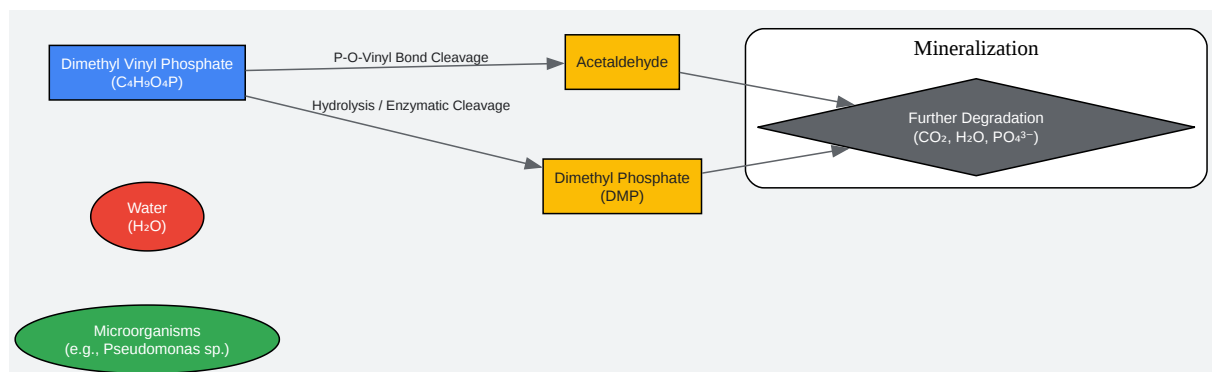 Dimethyl Vinyl Phosphate
(C₄H₉O₄P)
P-O-Vinyl Bond Cleavage
Hydrolysis / Enzymatic Cleavage
Acetaldehyde
Dimethyl Phosphate
(DMP)
Mineralization
Further Degradation
(CO₂, H₂O, PO₄³⁻)
Water
(H₂O)
Microorganisms
(e.g., Pseudomonas sp.)